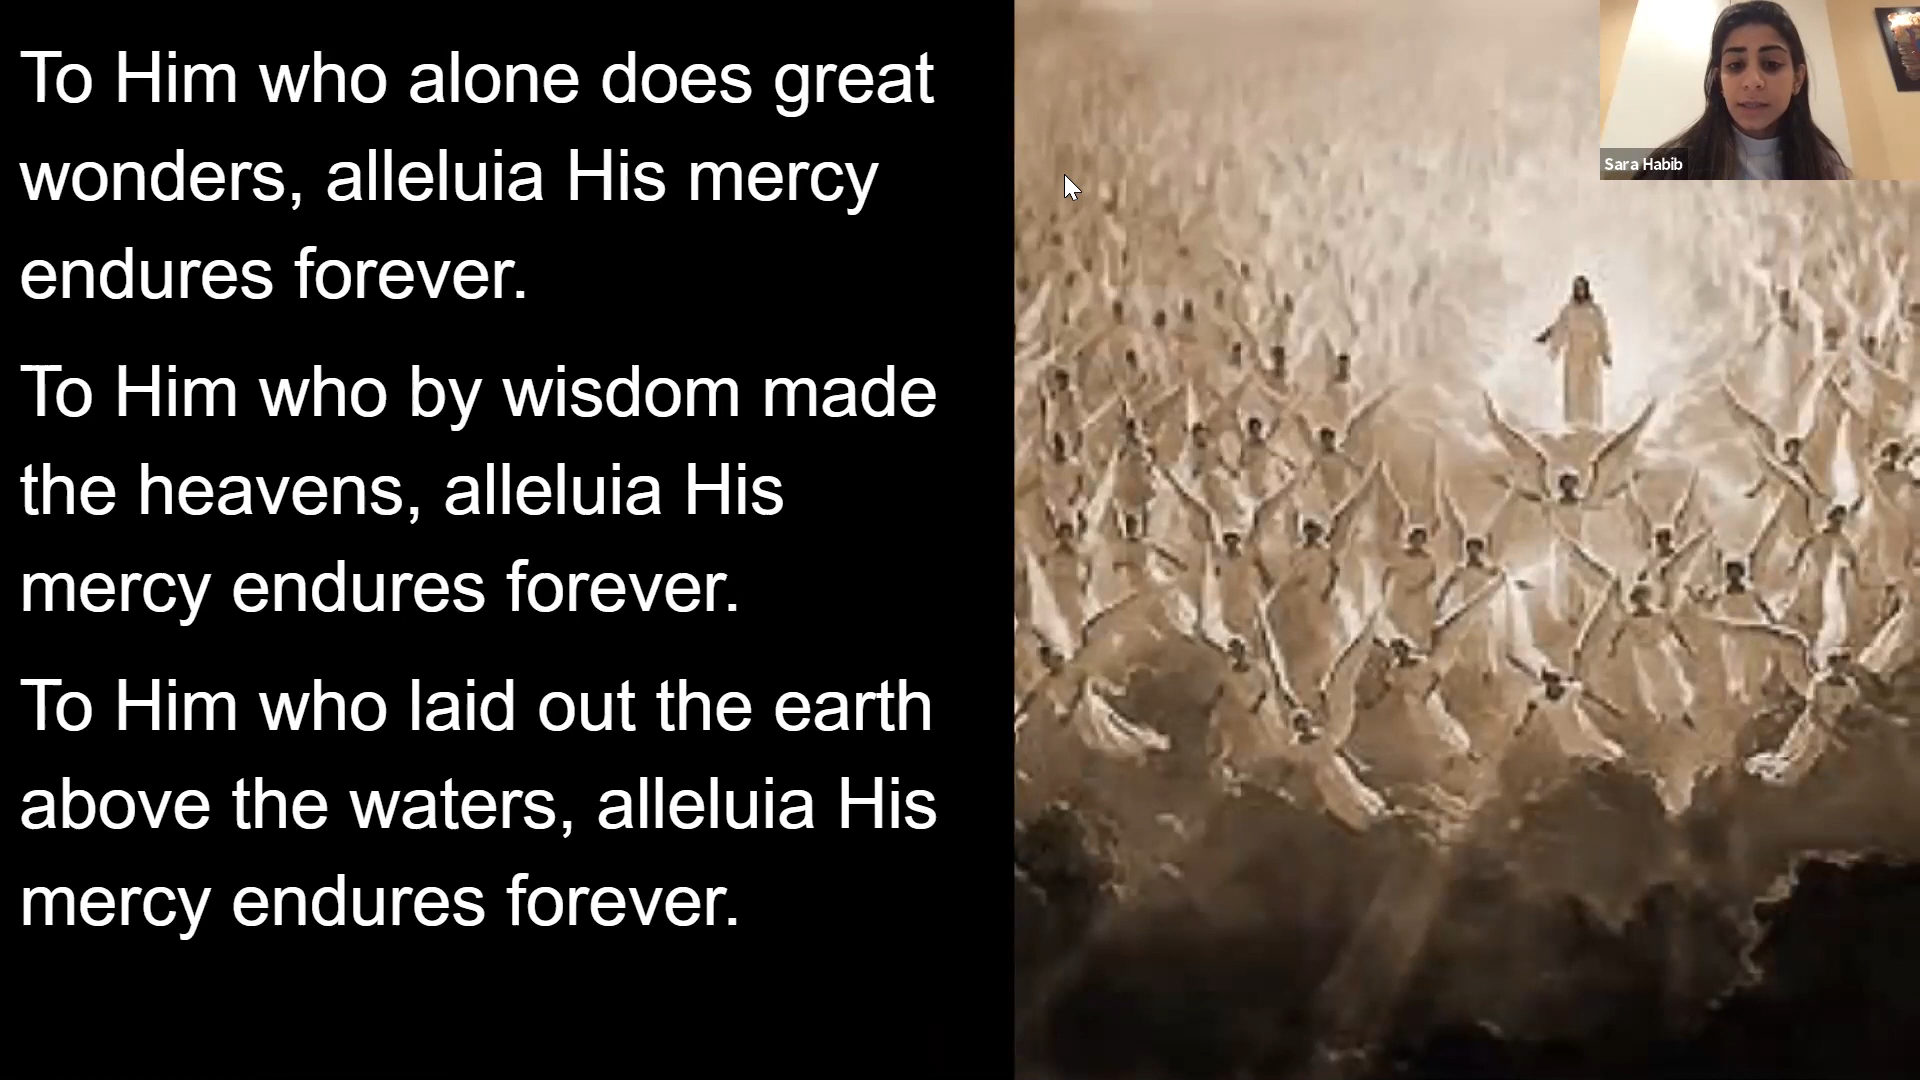 To Him who alone does great
wonders, alleluia His mercy
endures forever.
To Him who by wisdom made
the heavens, alleluia His
mercy endures forever.
To Him who laid out the earth
above the waters, alleluia His
mercy endures forever.
Sara Habib